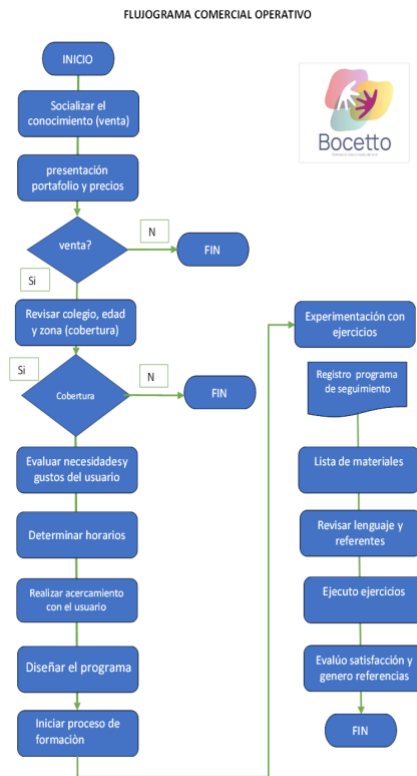 FLUJOGRAMA COMERCIAL OPERATIVO
INICIO
Socializar el
conocimiento (venta)
presentación
portafolio y precios
venta?
N
FIN
Si
Revisar colegio, edad
y zona (cobertura)
Si
Cobertura
N
FIN
Evaluar necesidadesy
gustos del usuario
Determinar horarios
Realizar acercamiento
con el usuario
Diseñar el programa
Iniciar proceso de
formaciòn
Bocetto
Experimentación con
ejercicios
Registro programa
de seguimiento
Lista de materiales
Revisar lenguaje y
referentes
Ejecuto ejercicios
Evalúo satisfacción y
genero referencias
FIN